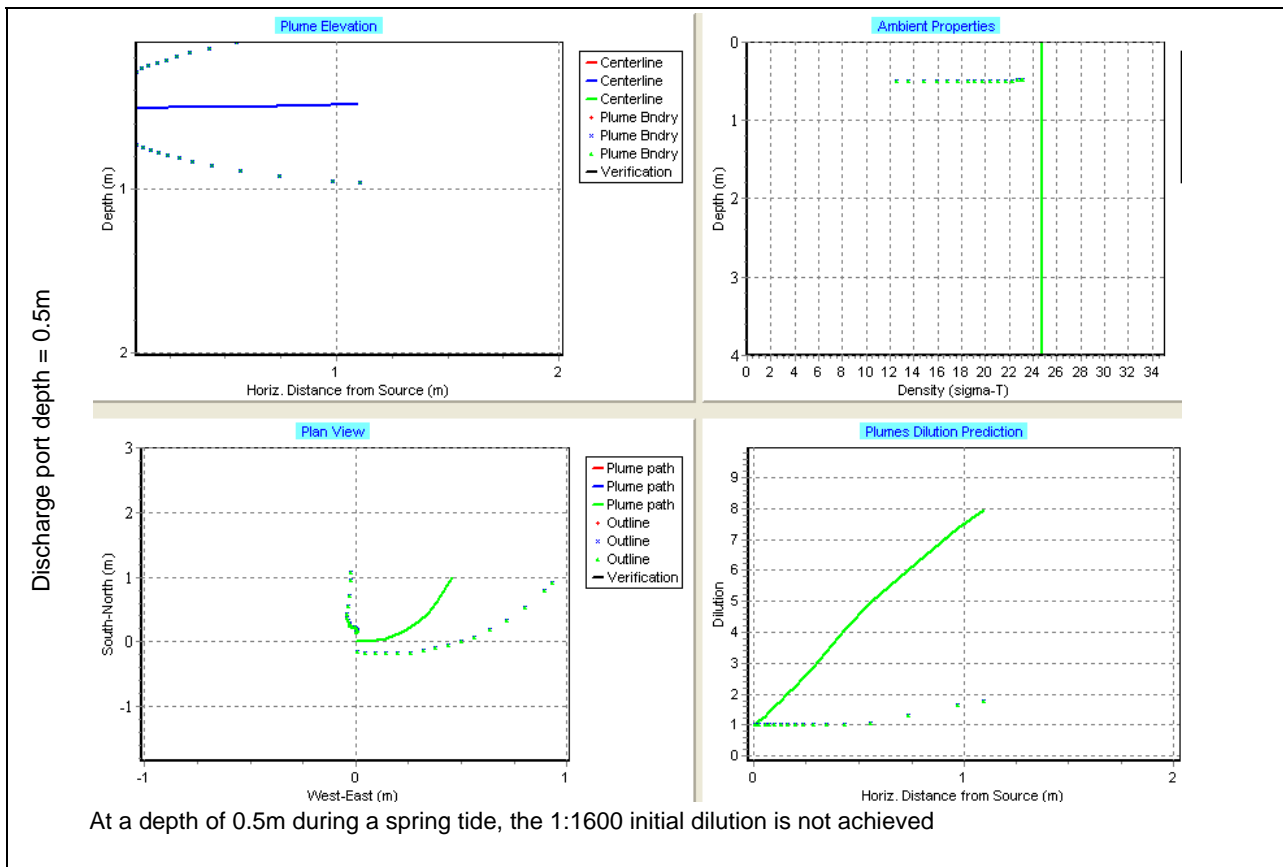 Discharge port depth = 0.5m
Plume Elevation
Depth (m)
1
2
1
2
Horiz. Distance from Source (m)
Centerline
Centerline
Centerline
Plume Bndry
Plume Bndry
Plume Bndry
Verification
Ambient Properties
Depth (m)
0
1
2
3
4
0 2 4 6 8 10 12 14 16 18 20 22 24 26 28 30 32 34
Density (sigma-T)
Plan View
South-North (m)
3
2
1
0
-1
-1 0 1
West-East (m)
Plume path
Plume path
Plume path
Outline
Outline
Outline
Verification
Plumes Dilution Prediction
Dilution
9
8
7
6
5
4
3
2
1
0
0 1 2
Horiz. Distance from Source (m)
At a depth of 0.5m during a spring tide, the 1:1600 initial dilution is not achieved